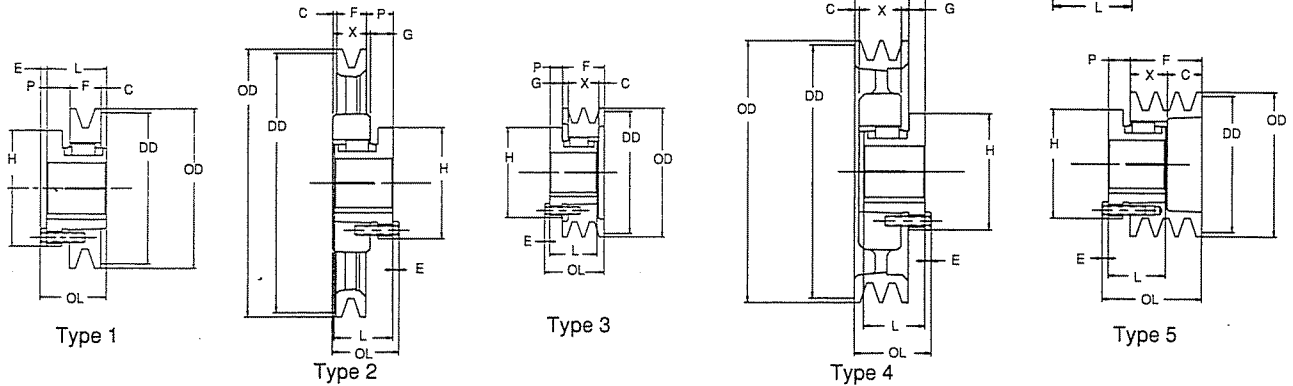 C F P
X G
OD
DD
H
E
L
OL
Type 2
E L
P F C
H
DD
OD
OL
Type 1
P F
G X C
H
DD
OD
E
L
OL
Type 3
C X G
OD
DD
H
E
L
OL
Type 4
L
P F
X C
H
DD
OD
E
L
OL
Type 5